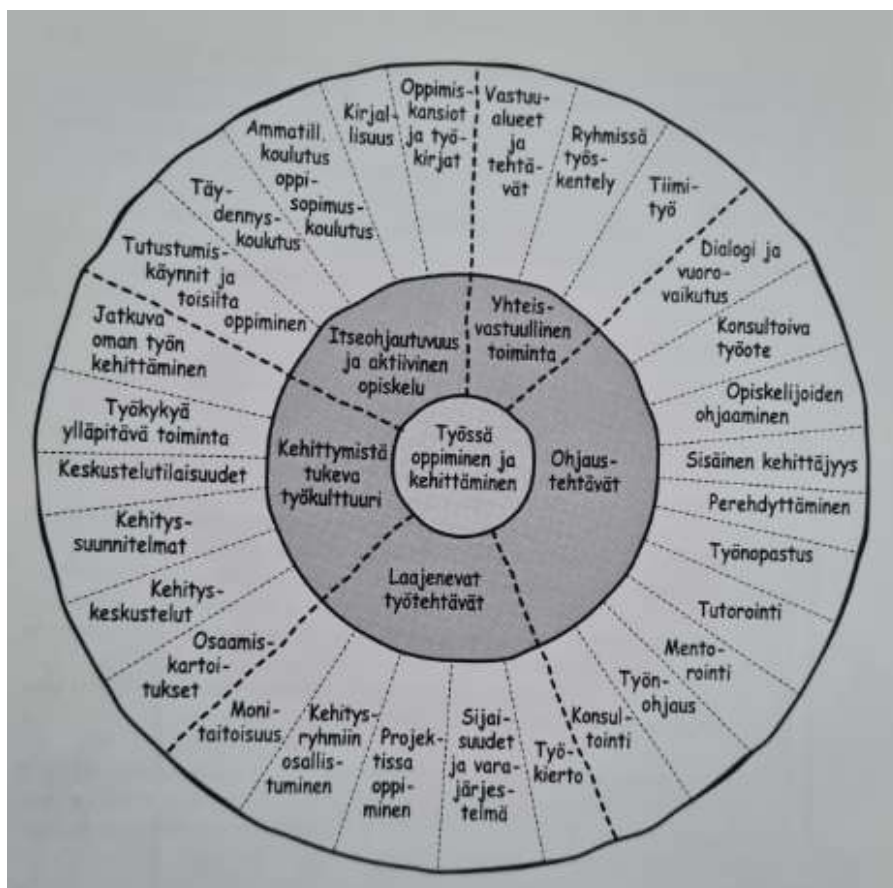 Työssä
oppiminen ja
kehittäminen
Yhteis-
vastuullinen
toiminta
Ohjaus-
tehtävät
Laajenevat
työtehtävät
Kehittymistä
tukeva
työkulttuuri
Itseohjautuvuus
ja aktiivinen
opiskelu
Vastuu-
alueet
ja
tehtä-
vät
Ryhmissä
työs-
kentely
Tiimi-
työ
Dialogi ja
vuoro-
vaikutus
Konsultoiva
työote
Opiskelijoiden
ohjaaminen
Sisäinen kehittäjyys
Perehdyttäminen
Työnopastus
Tutorointi
Mento-
rointi
Työn-
ohjaus
Konsul-
tointi
Työ-
kierto
Sijai-
suudet
ja vara-
järjes-
telmä
Projek-
tissa
oppi-
minen
Kehitys-
ryhmiin
osallis-
tuminen
Moni-
taitoisuus
Osaamis-
kartoi-
tukset
Kehitys-
keskustelut
Kehitys-
suunnitelmat
Keskustelutilaisuudet
Työkykyä
ylläpitävä toiminta
Jatkuva
oman työn
kehittäminen
Tutustumis-
käynnit ja
toisilta
oppiminen
Täy-
dennys-
koulutus
Ammatill.
koulutus
oppi-
sopimus-
koulutus
Kirjal-
lisuus
Oppimis-
kansiot
ja työ-
kirjat